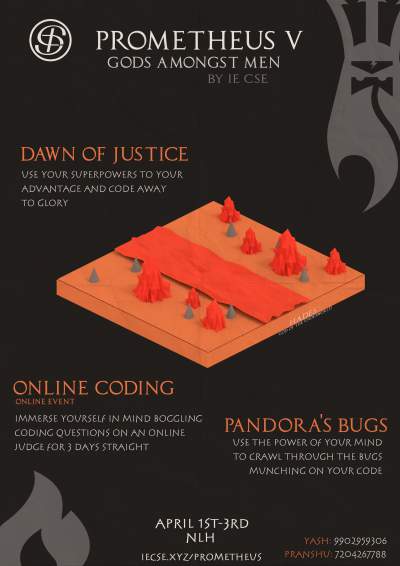 PROMETHEUS V
GODS AMONGST MEN
BY IE CSE
DAWN OF JUSTICE
USE YOUR SUPERPOWERS TO YOUR
ADVANTAGE AND CODE AWAY
TO GLORY
HADES
ONLINE CODING
ONLINE EVENT
IMMERSE YOURSELF IN MIND BOGGLING
CODING QUESTIONS ON AN ONLINE
JUDGE FOR 3 DAYS STRAIGHT
PANDORA'S BUGS
USE THE POWER OF YOUR MIND
TO CRAWL THROUGH THE BUGS
MUNCHING ON YOUR CODE
APRIL 1ST-3RD
NLH
IECSE.XYZ/PROMETHEUS
YASH: 9902959306
PRANSHU: 7204267788